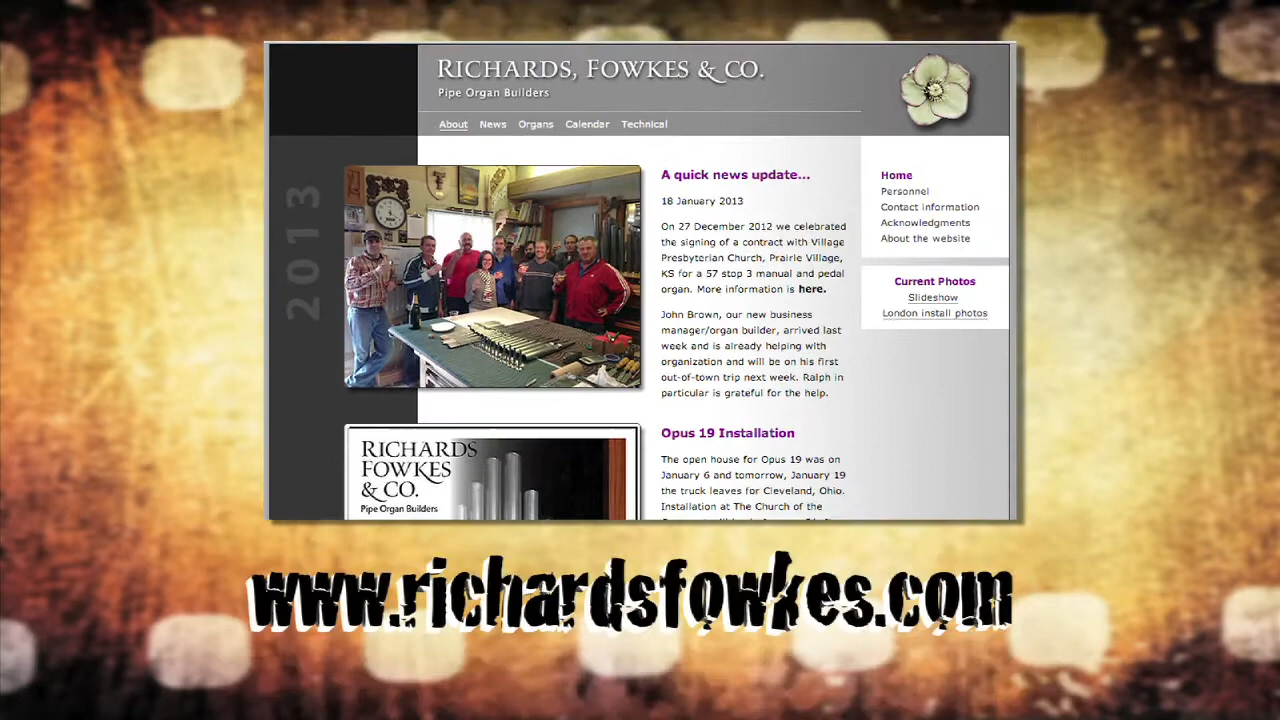 RICHARDS, FOWKES & CO.
Pipe Organ Builders
About News Organs Calendar Technical
2013
A quick news update...
18 January 2013
On 27 December 2012 we celebrated
the signing of a contract with Village
Presbyterian Church, Prairie Village,
KS for a 57 stop 3 manual and pedal
organ. More information is here.
John Brown, our new business
manager/organ builder, arrived last
week and is already helping with
organization and will be on his first
out-of-town trip next week. Ralph in
particular is grateful for the help.
Opus 19 Installation
The open house for Opus 19 was on
January 6 and tomorrow, January 19
the truck leaves for Cleveland, Ohio.
Installation at The Church of the
Home
Personnel
Contact information
Acknowledgments
About the website
Current Photos
Slideshow
London install photos
RICHARDS
FOWKES
& CO.
Pipe Organ Builders
www.richardsfowkes.com